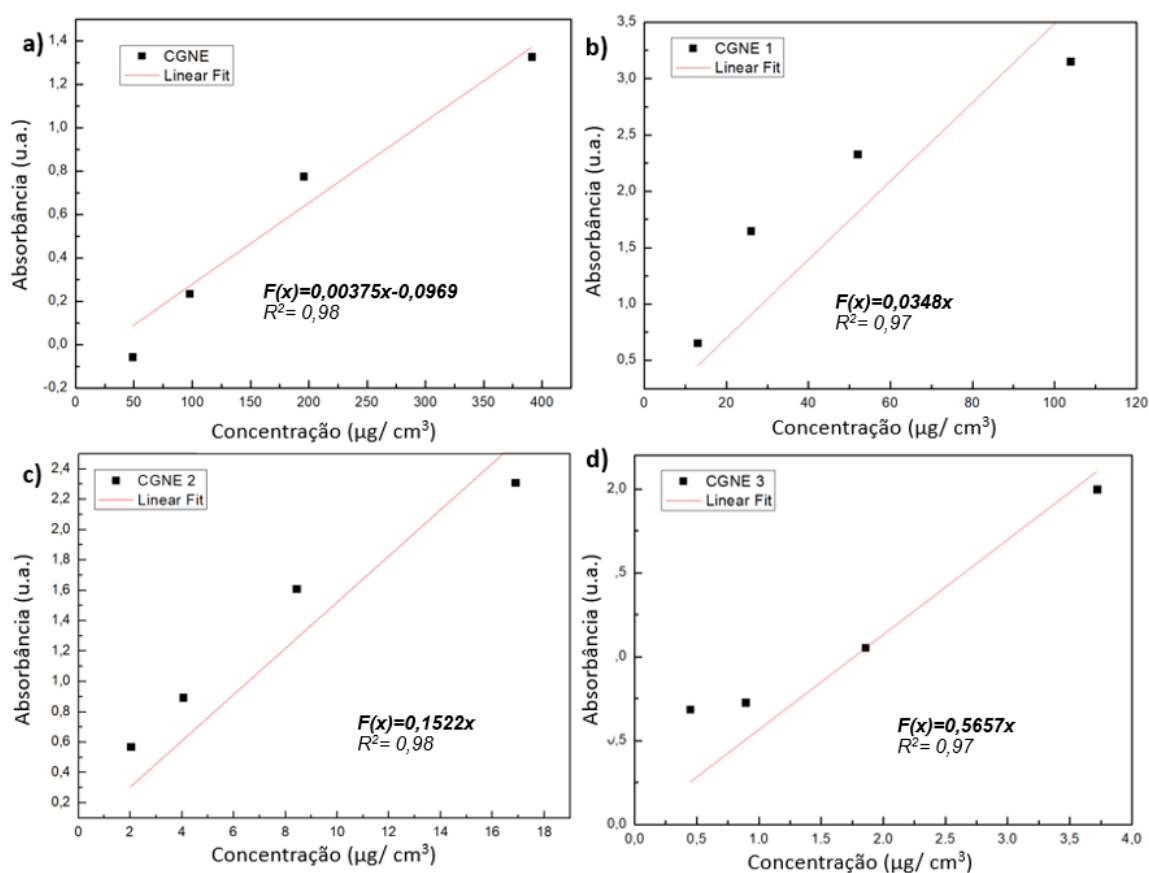 a)
CGNE
Linear Fit
1,4
1,2
1,0
0,8
0,6
0,4
0,2
0,0
-0,2
Absorbância (u.a.)
F(x)=0,00375x-0,0969
R²= 0,98
0 50 100 150 200 250 300 350 400
Concentração (µg/ cm³)
b)
CGNE 1
Linear Fit
3,5
3,0
2,5
2,0
1,5
1,0
0,5
Absorbância (u.a.)
F(x)=0,0348x
R²= 0,97
0 20 40 60 80 100 120
Concentração (µg/ cm³)
c)
CGNE 2
Linear Fit
2,4
2,2
2,0
1,8
1,6
1,4
1,2
1,0
0,8
0,6
0,4
0,2
Absorbância (u.a.)
F(x)=0,1522x
R²= 0,98
0 2 4 6 8 10 12 14 16 18
Concentração (µg/ cm³)
d)
CGNE 3
Linear Fit
2,0
,5
,0
0,5
0,0
Absorbância (u.a.)
F(x)=0,5657x
R²= 0,97
0,0 0,5 1,0 1,5 2,0 2,5 3,0 3,5 4,0
Concentração (µg/ cm³)